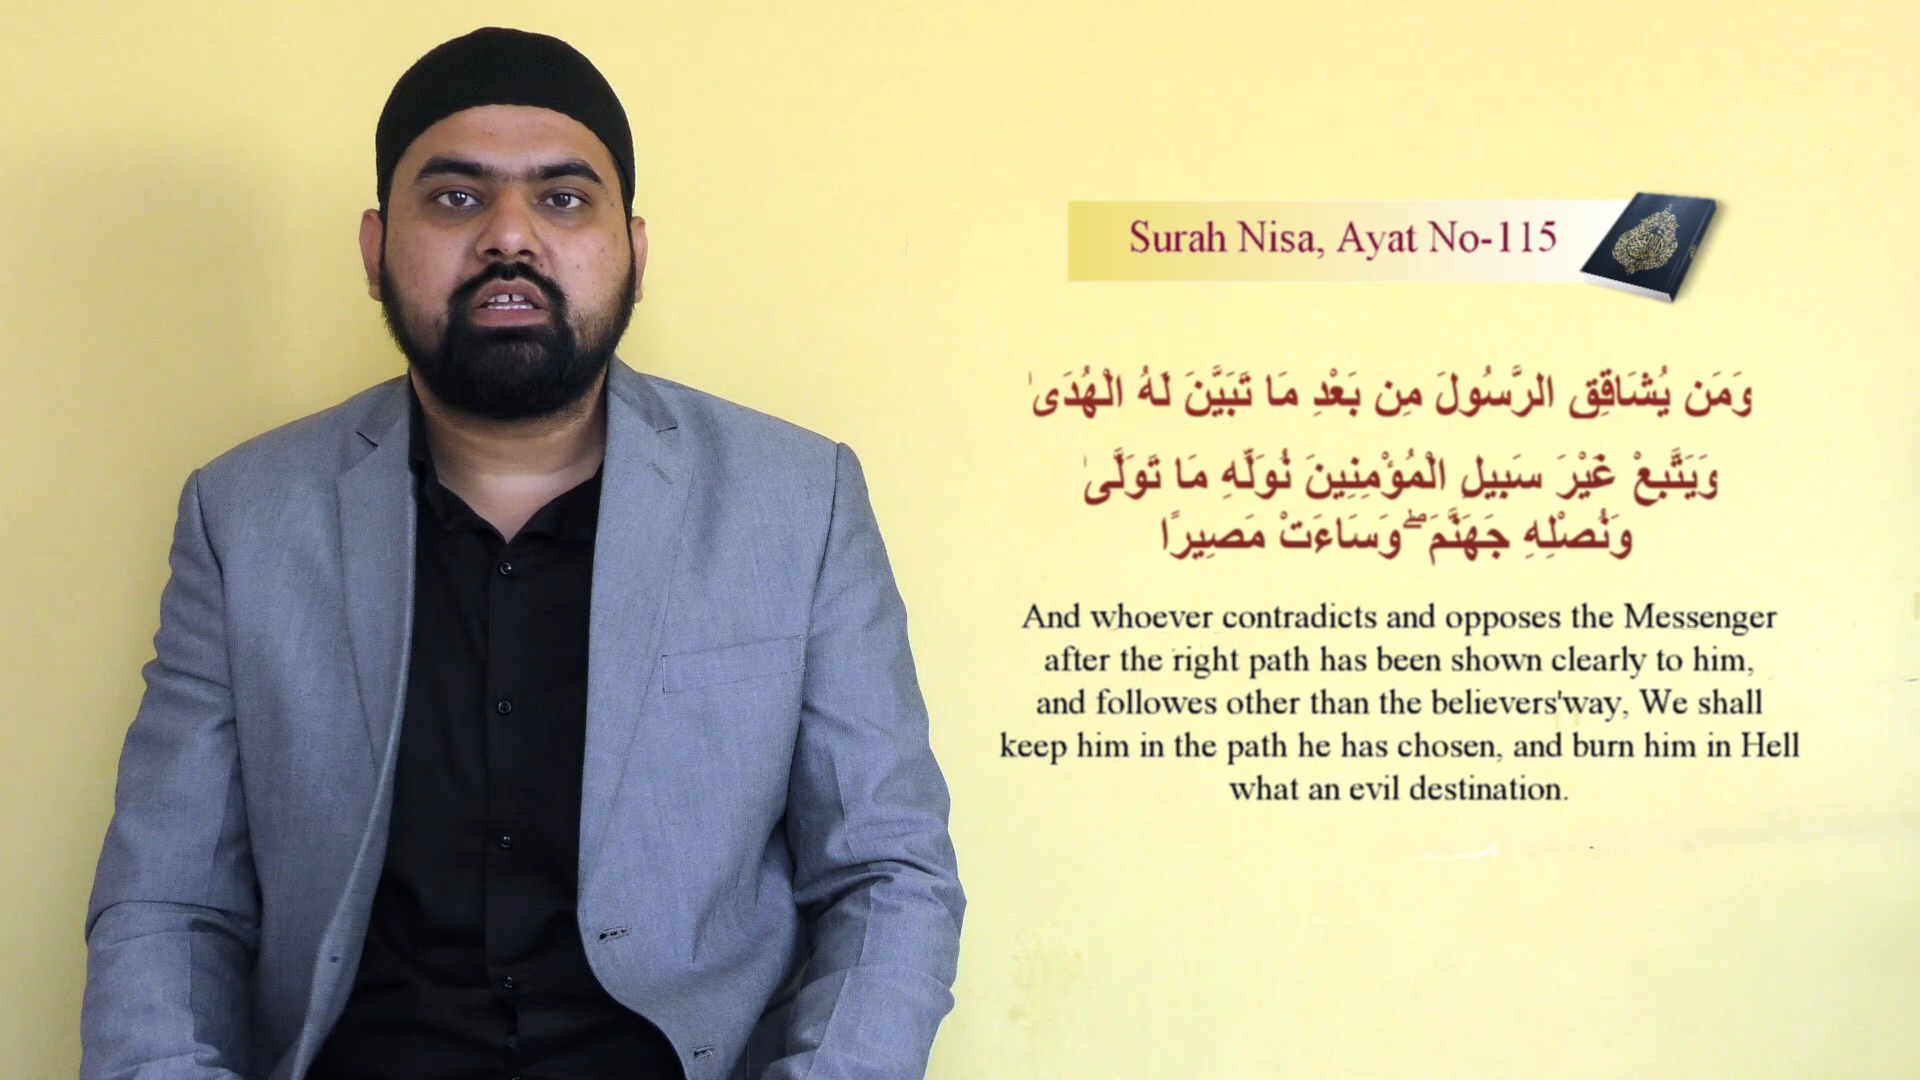 Surah Nisa, Ayat No-115
وَمَن يُشَاقِقِ الرَّسُولَ مِن بَعْدِ مَا تَبَيَّنَ لَهُ الْهُدَىٰ
وَيَتَّبِعْ غَيْرَ سَبِيلِ الْمُؤْمِنِينَ نُوَلِّهِ مَا تَوَلَّىٰ
وَنُصْلِهِ جَهَنَّمَ ۖ وَسَاءَتْ مَصِيرًا
And whoever contradicts and opposes the Messenger
after the right path has been shown clearly to him,
and followes other than the believers'way, We shall
keep him in the path he has chosen, and burn him in Hell
what an evil destination.